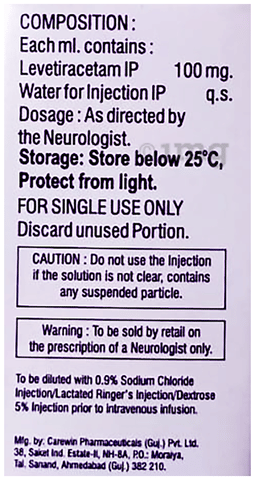 COMPOSITION :
Each ml. contains :
Levetiracetam IP 100 mg.
Water for Injection IP q.s.
Dosage : As directed by
the Neurologist.
Storage: Store below 25°C,
Protect from light.
FOR SINGLE USE ONLY
Discard unused Portion.
CAUTION : Do not use the Injection
if the solution is not clear, contains
any suspended particle.
Warning : To be sold by retail on
the prescription of a Neurologist only.
To be diluted with 0.9% Sodium Chloride
Injection/Lactated Ringer's Injection/Dextrose
5% Injection prior to intravenous infusion.
Mfg. by: Carewin Pharmaceuticals (Guj.) Pvt. Ltd.
38, Saket Ind. Estate-II, NH-8A, P.O.: Moraiya,
Tal. Sanand, Ahmedabad (Guj.) 382 210.